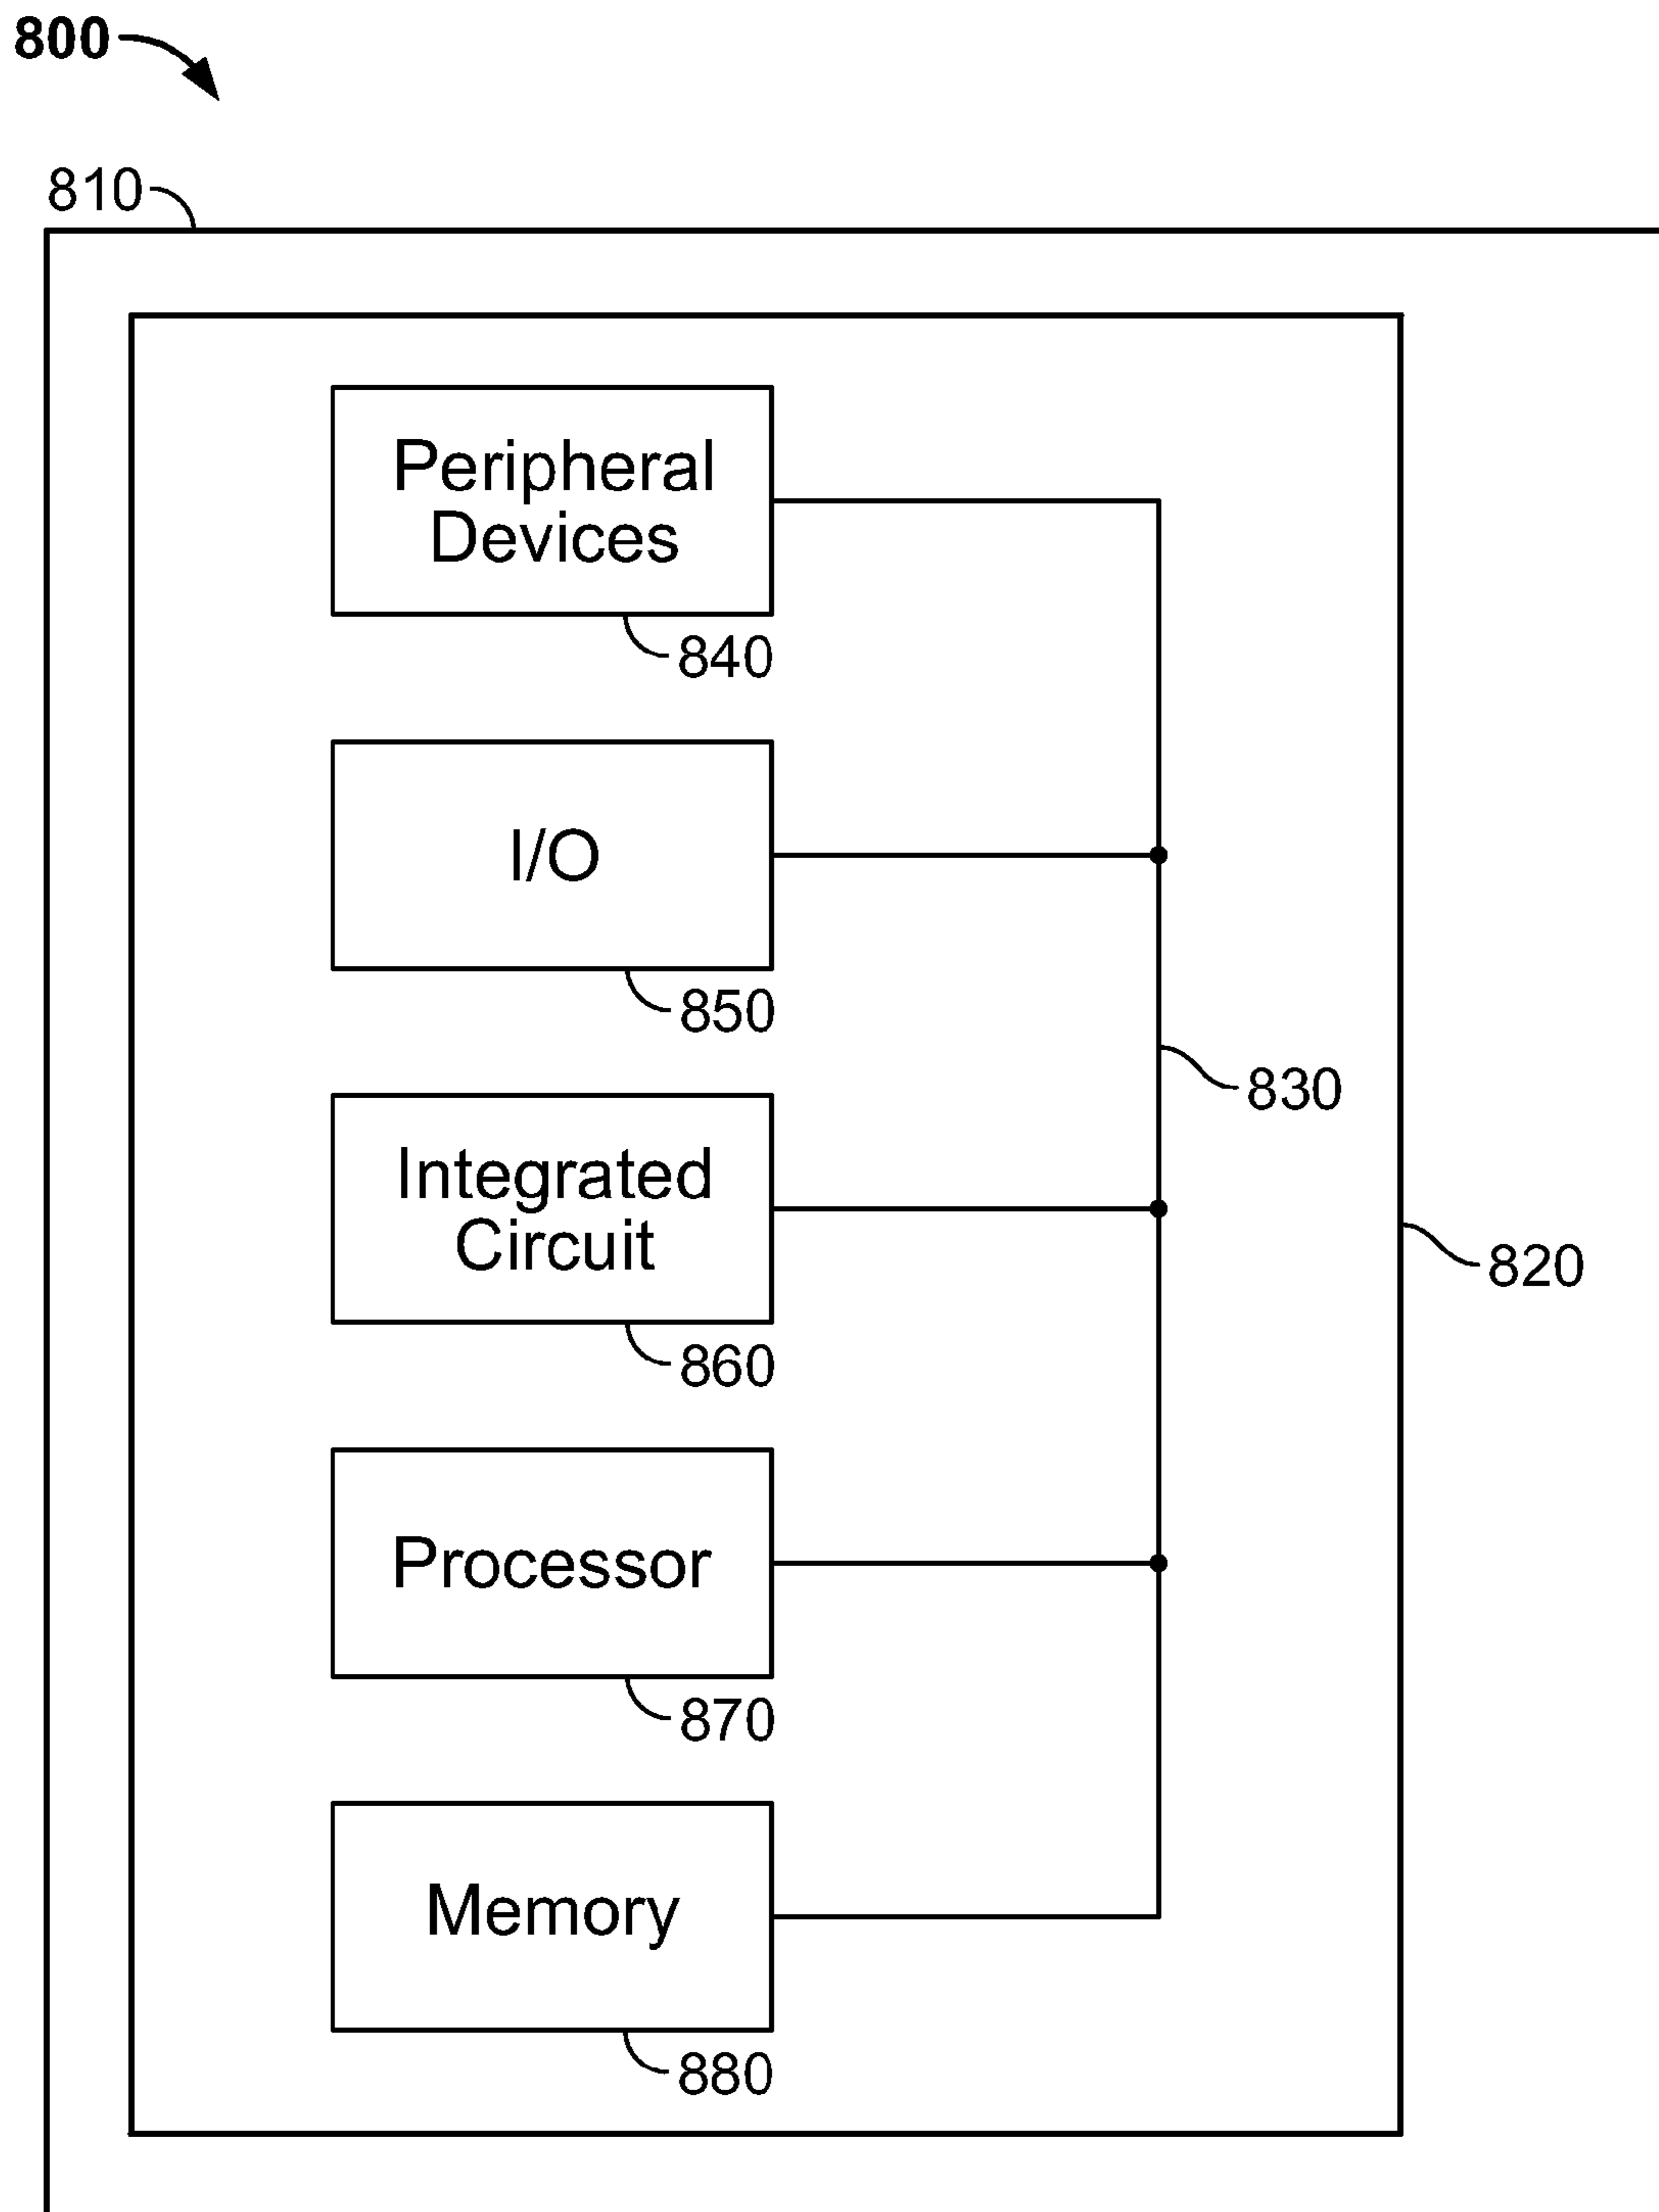 800
810
Peripheral
Devices
840
I/O
850
830
Integrated
Circuit
820
860
Processor
870
Memory
880